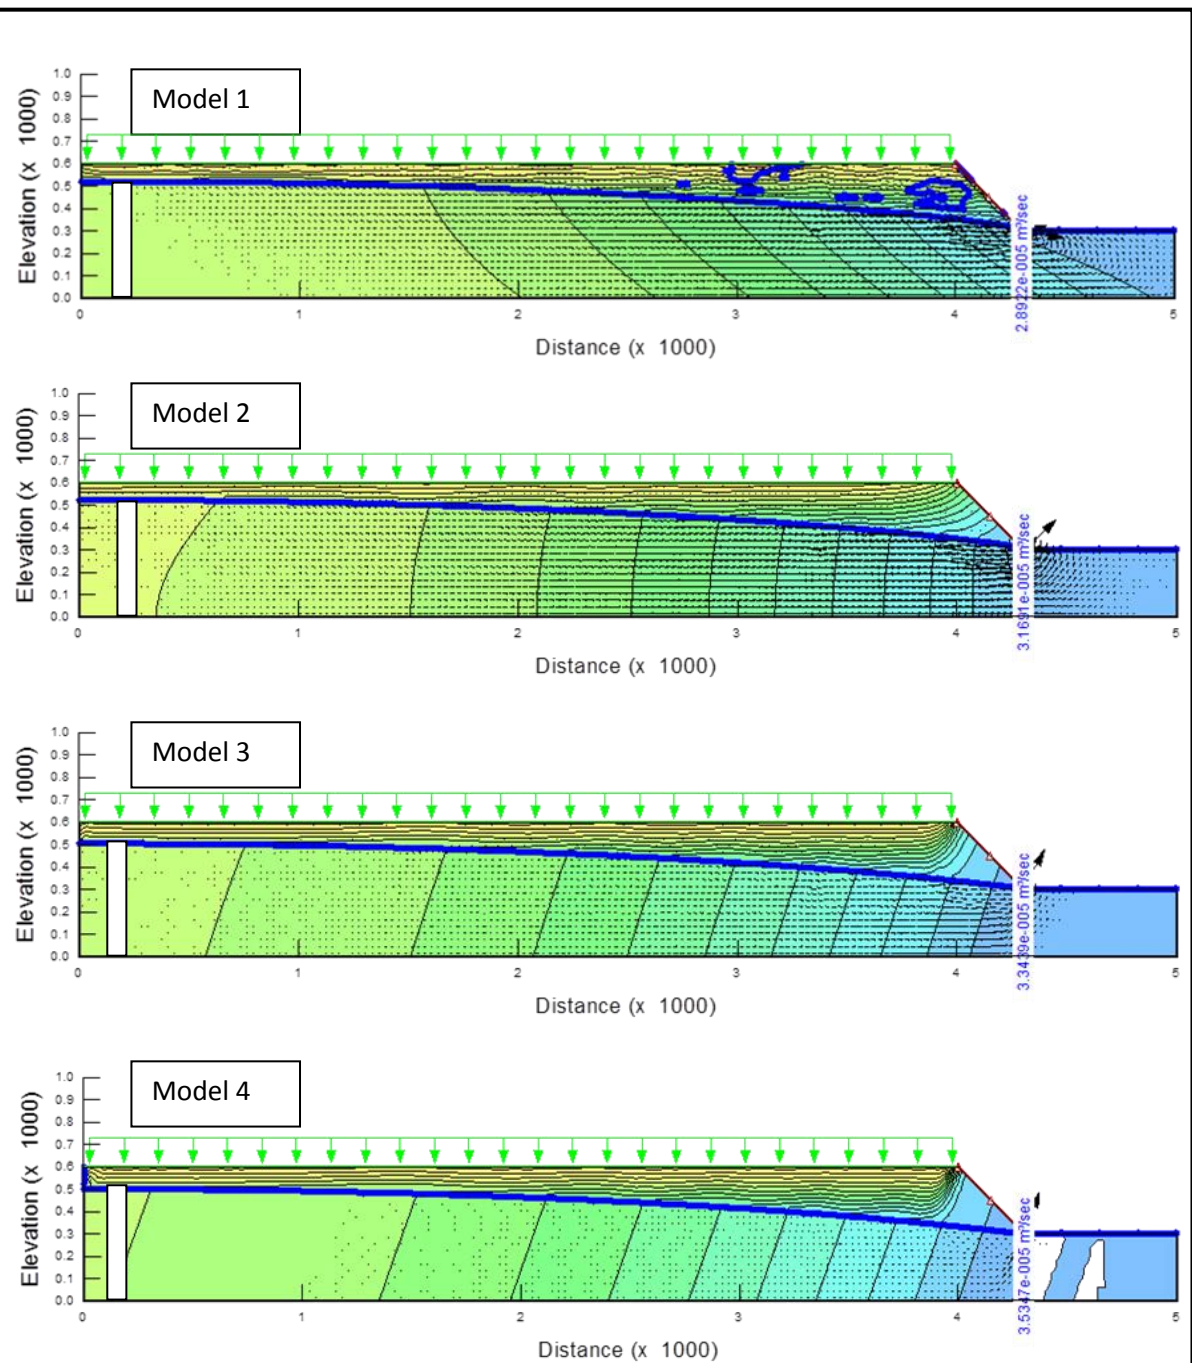 Model 1
Elevation (x 1000)
1.0
0.9
0.8
0.7
0.6
0.5
0.4
0.3
0.2
0.1
0.0
2.8922e-005 m³/sec
0 1 2 3 4 5
Distance (x 1000)
Model 2
Elevation (x 1000)
1.0
0.9
0.8
0.7
0.6
0.5
0.4
0.3
0.2
0.1
0.0
3.1691e-005 m³/sec
0 1 2 3 4 5
Distance (x 1000)
Model 3
Elevation (x 1000)
1.0
0.9
0.8
0.7
0.6
0.5
0.4
0.3
0.2
0.1
0.0
3.3439e-005 m³/sec
0 1 2 3 4 5
Distance (x 1000)
Model 4
Elevation (x 1000)
1.0
0.9
0.8
0.7
0.6
0.5
0.4
0.3
0.2
0.1
0.0
3.5347e-005 m³/sec
0 1 2 3 4 5
Distance (x 1000)